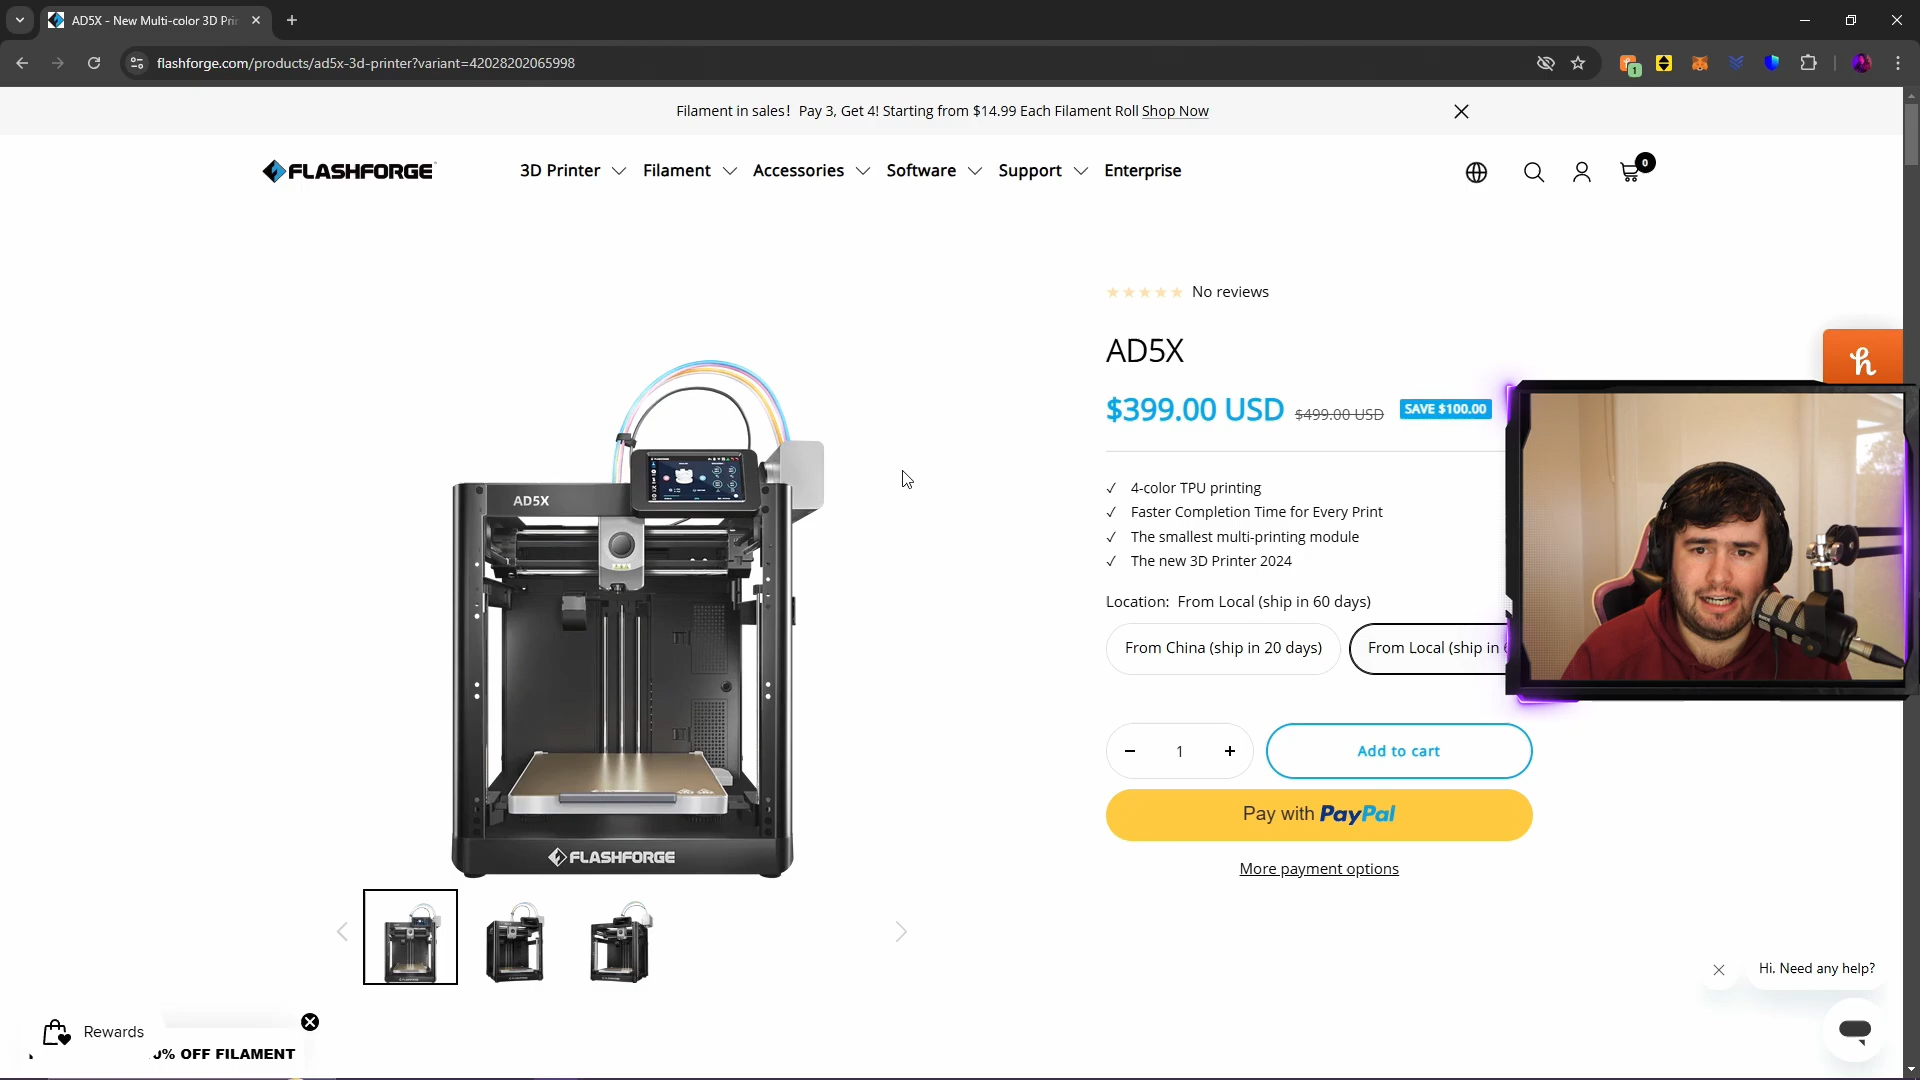 AD5X - New Multi-color 3D Pri
flashforge.com/products/ad5x-3d-printer?variant=42028202065998
1
Filament in sales! Pay 3, Get 4! Starting from $14.99 Each Filament Roll Shop Now
FLASHFORGE
3D Printer
Filament
Accessories
Software
Support
Enterprise
0
No reviews
AD5X
$399.00 USD $499.00 USD SAVE $100.00
✓ 4-color TPU printing
✓ Faster Completion Time for Every Print
✓ The smallest multi-printing module
✓ The new 3D Printer 2024
Location: From Local (ship in 60 days)
From China (ship in 20 days)
From Local (ship in
- 1 +
Add to cart
Pay with PayPal
More payment options
AD5X
FLASHFORGE
Hi. Need any help?
Rewards
0% OFF FILAMENT